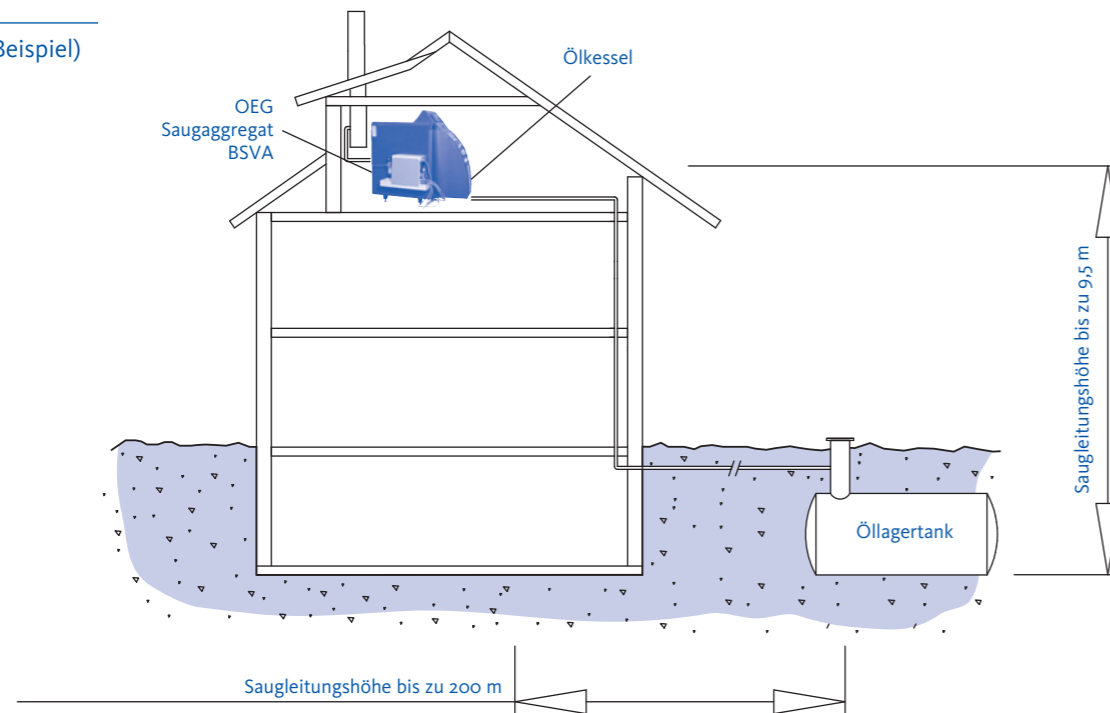 Beispiel)
Ölkessel
OEG
Saugaggregat
BSVA
Saugleitungshöhe bis zu 9,5 m
Öllagertank
Saugleitungshöhe bis zu 200 m